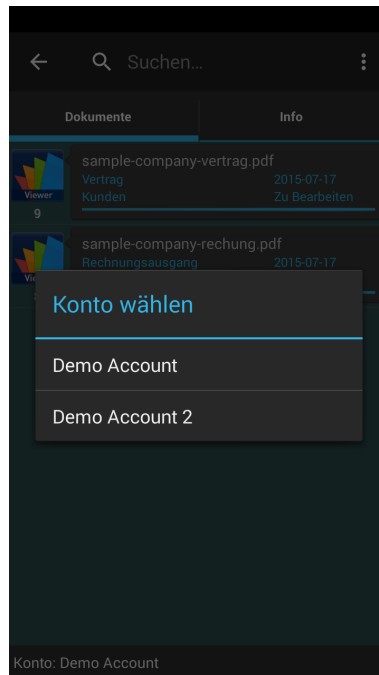 Suchen...
Dokumente
Info
sample-company-vertrag.pdf
Vertrag
2015-07-17
Viewer
Kunden
Zu Bearbeiten
9
sample-company-rechung.pdf
Rechnungsausgang
2015-07-17
Konto wählen
Demo Account
Demo Account 2
Konto: Demo Account